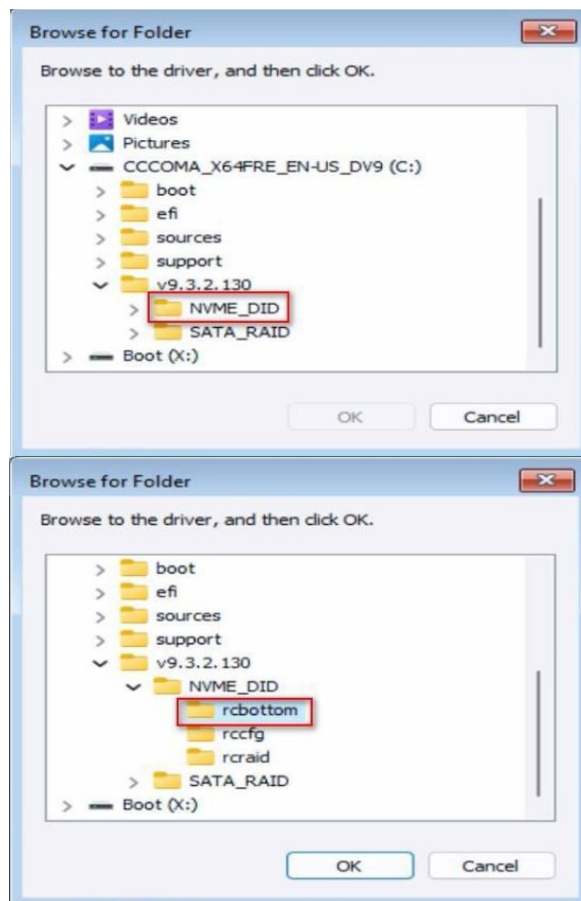 Browse for Folder
Browse to the driver, and then click OK.
Videos
Pictures
CCCOMA_X64FRE_EN-US_DV9 (C:)
boot
efi
sources
support
v9.3.2.130
NVME_DID
SATA_RAID
Boot (X:)
OK Cancel
Browse for Folder
Browse to the driver, and then click OK.
boot
efi
sources
support
v9.3.2.130
NVME_DID
rcbottom
rccfg
rcraid
SATA_RAID
Boot (X:)
OK Cancel